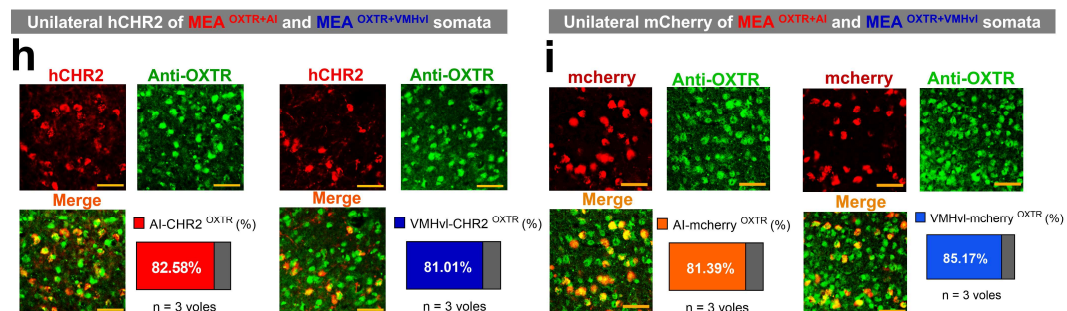 Unilateral hCHR2 of MEA OXTR+AI and MEA OXTR+VMHvl somata
h
hCHR2 Anti-OXTR hCHR2 Anti-OXTR
Merge Merge
AI-CHR2 OXTR (%)
82.58%
n = 3 voles
VMHvl-CHR2 OXTR (%)
81.01%
n = 3 voles
Unilateral mCherry of MEA OXTR+AI and MEA OXTR+VMHvl somata
i
mcherry Anti-OXTR mcherry Anti-OXTR
Merge Merge
AI-mcherry OXTR (%)
81.39%
n = 3 voles
VMHvl-mcherry OXTR (%)
85.17%
n = 3 voles